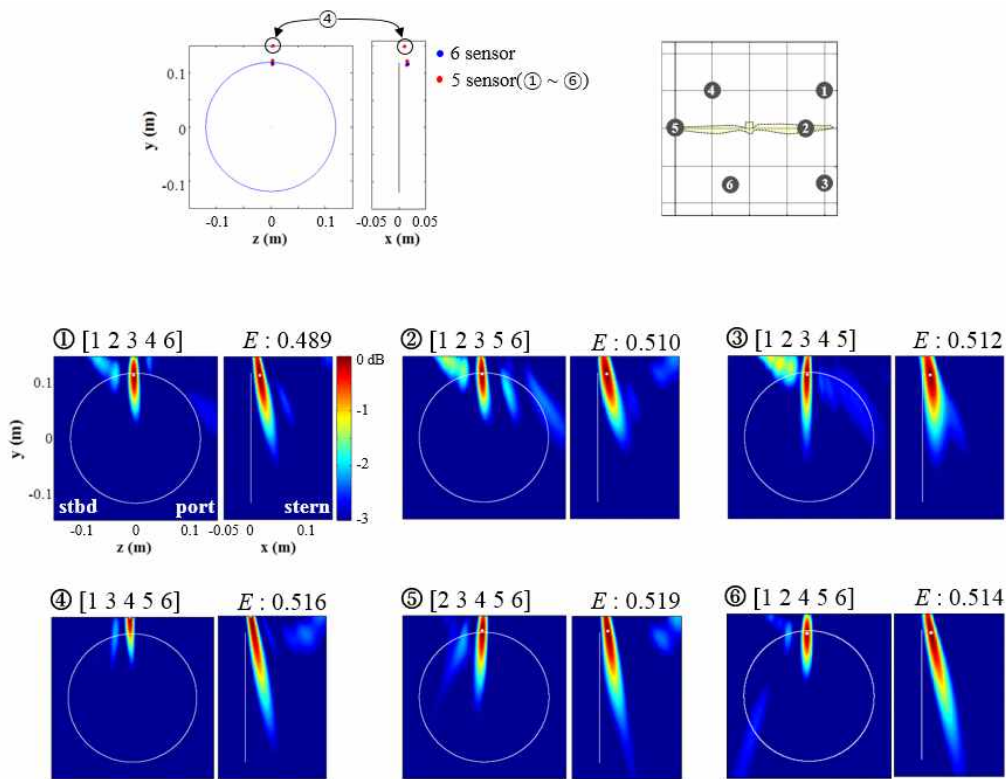 ④
6 sensor
5 sensor(① ~ ⑥)
y (m)
0.1
0
-0.1
-0.1 0 0.1
z (m)
-0.05 0 0.05
x (m)
4 1
5 2
6 3
① [1 2 3 4 6] E : 0.489
② [1 2 3 5 6] E : 0.510
③ [1 2 3 4 5] E : 0.512
y (m)
0.1
0
-0.1
stbd port stern
0 dB
-1
-2
-3
-0.1 0 0.1
z (m)
-0.05 0 0.1
x (m)
④ [1 3 4 5 6] E : 0.516
⑤ [2 3 4 5 6] E : 0.519
⑥ [1 2 4 5 6] E : 0.514